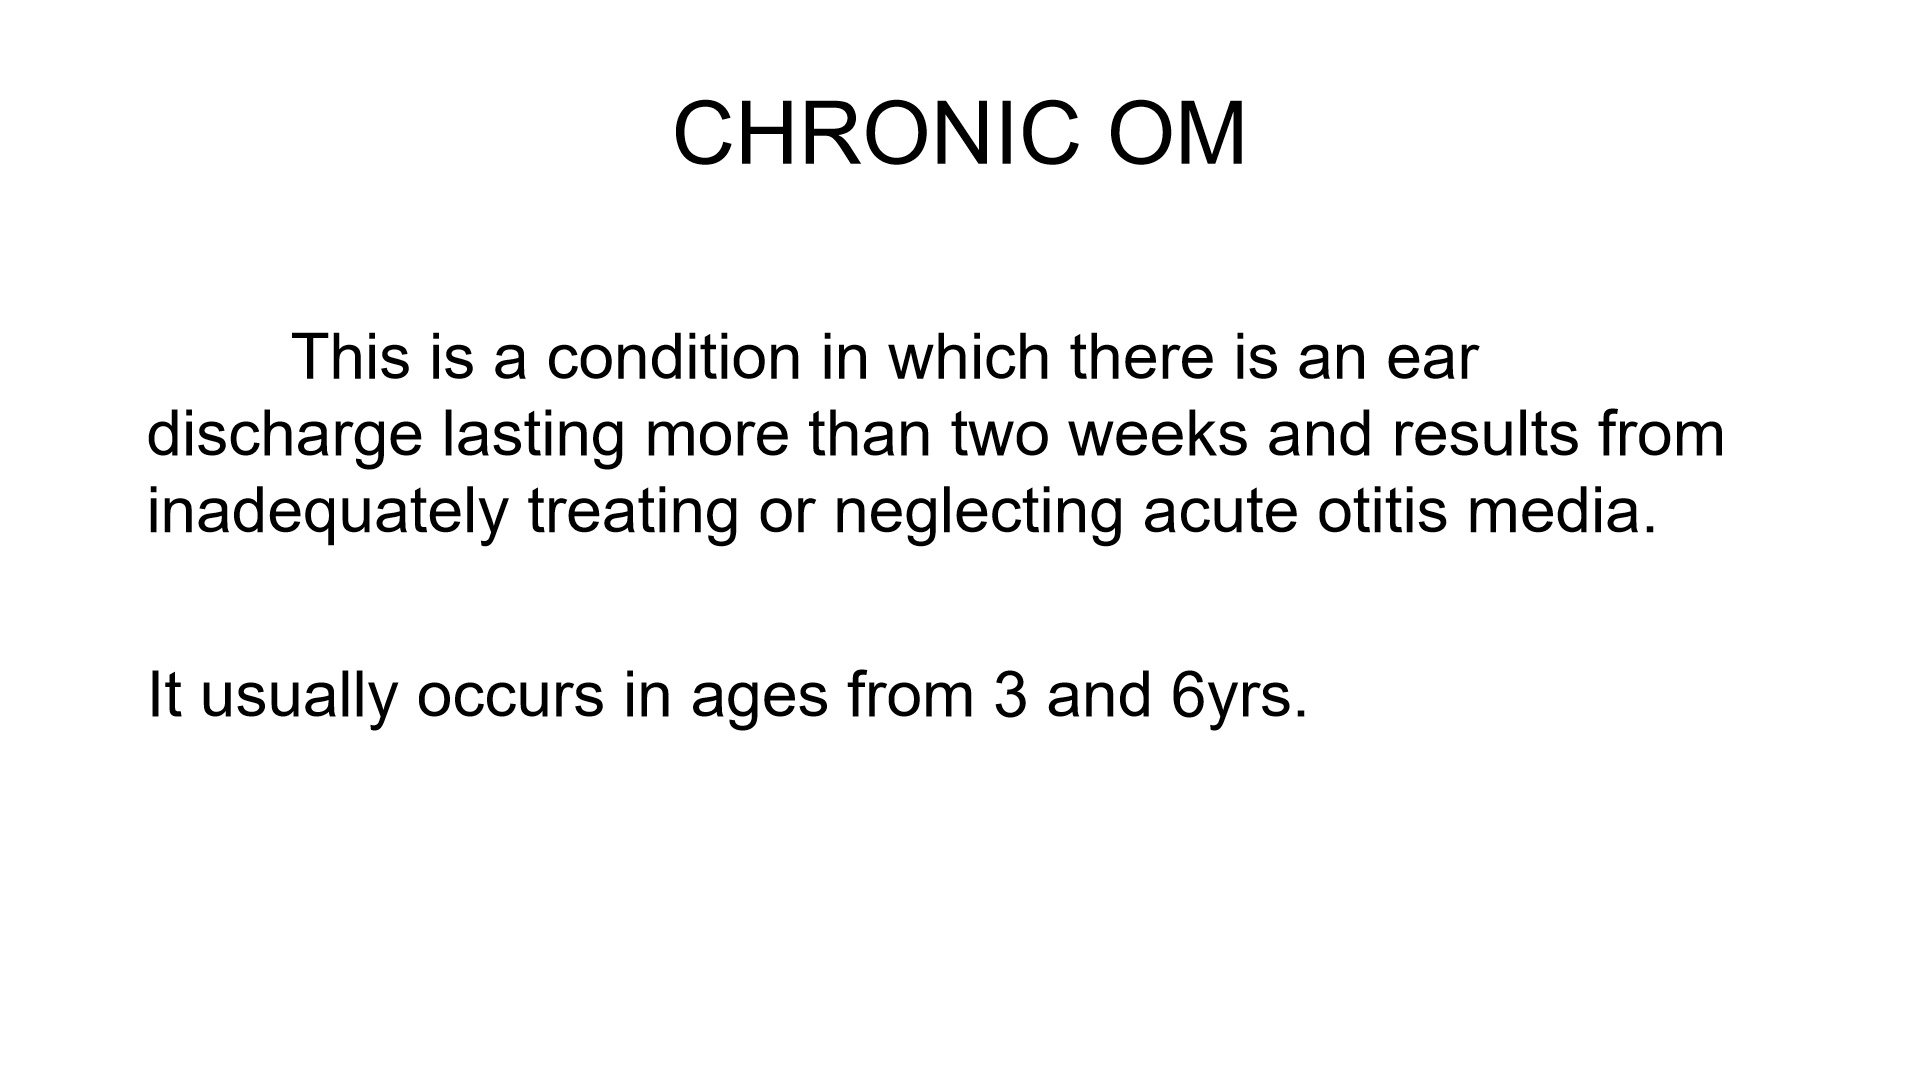 CHRONIC OM
This is a condition in which there is an ear
discharge lasting more than two weeks and results from
inadequately treating or neglecting acute otitis media.
It usually occurs in ages from 3 and 6yrs.